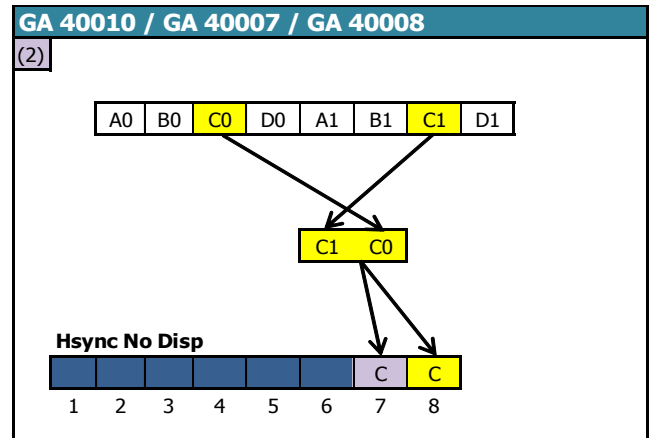 GA 40010 / GA 40007 / GA 40008
(2)
A0 B0 C0 D0 A1 B1 C1 D1
C1 C0
Hsync No Disp
C C
1 2 3 4 5 6 7 8